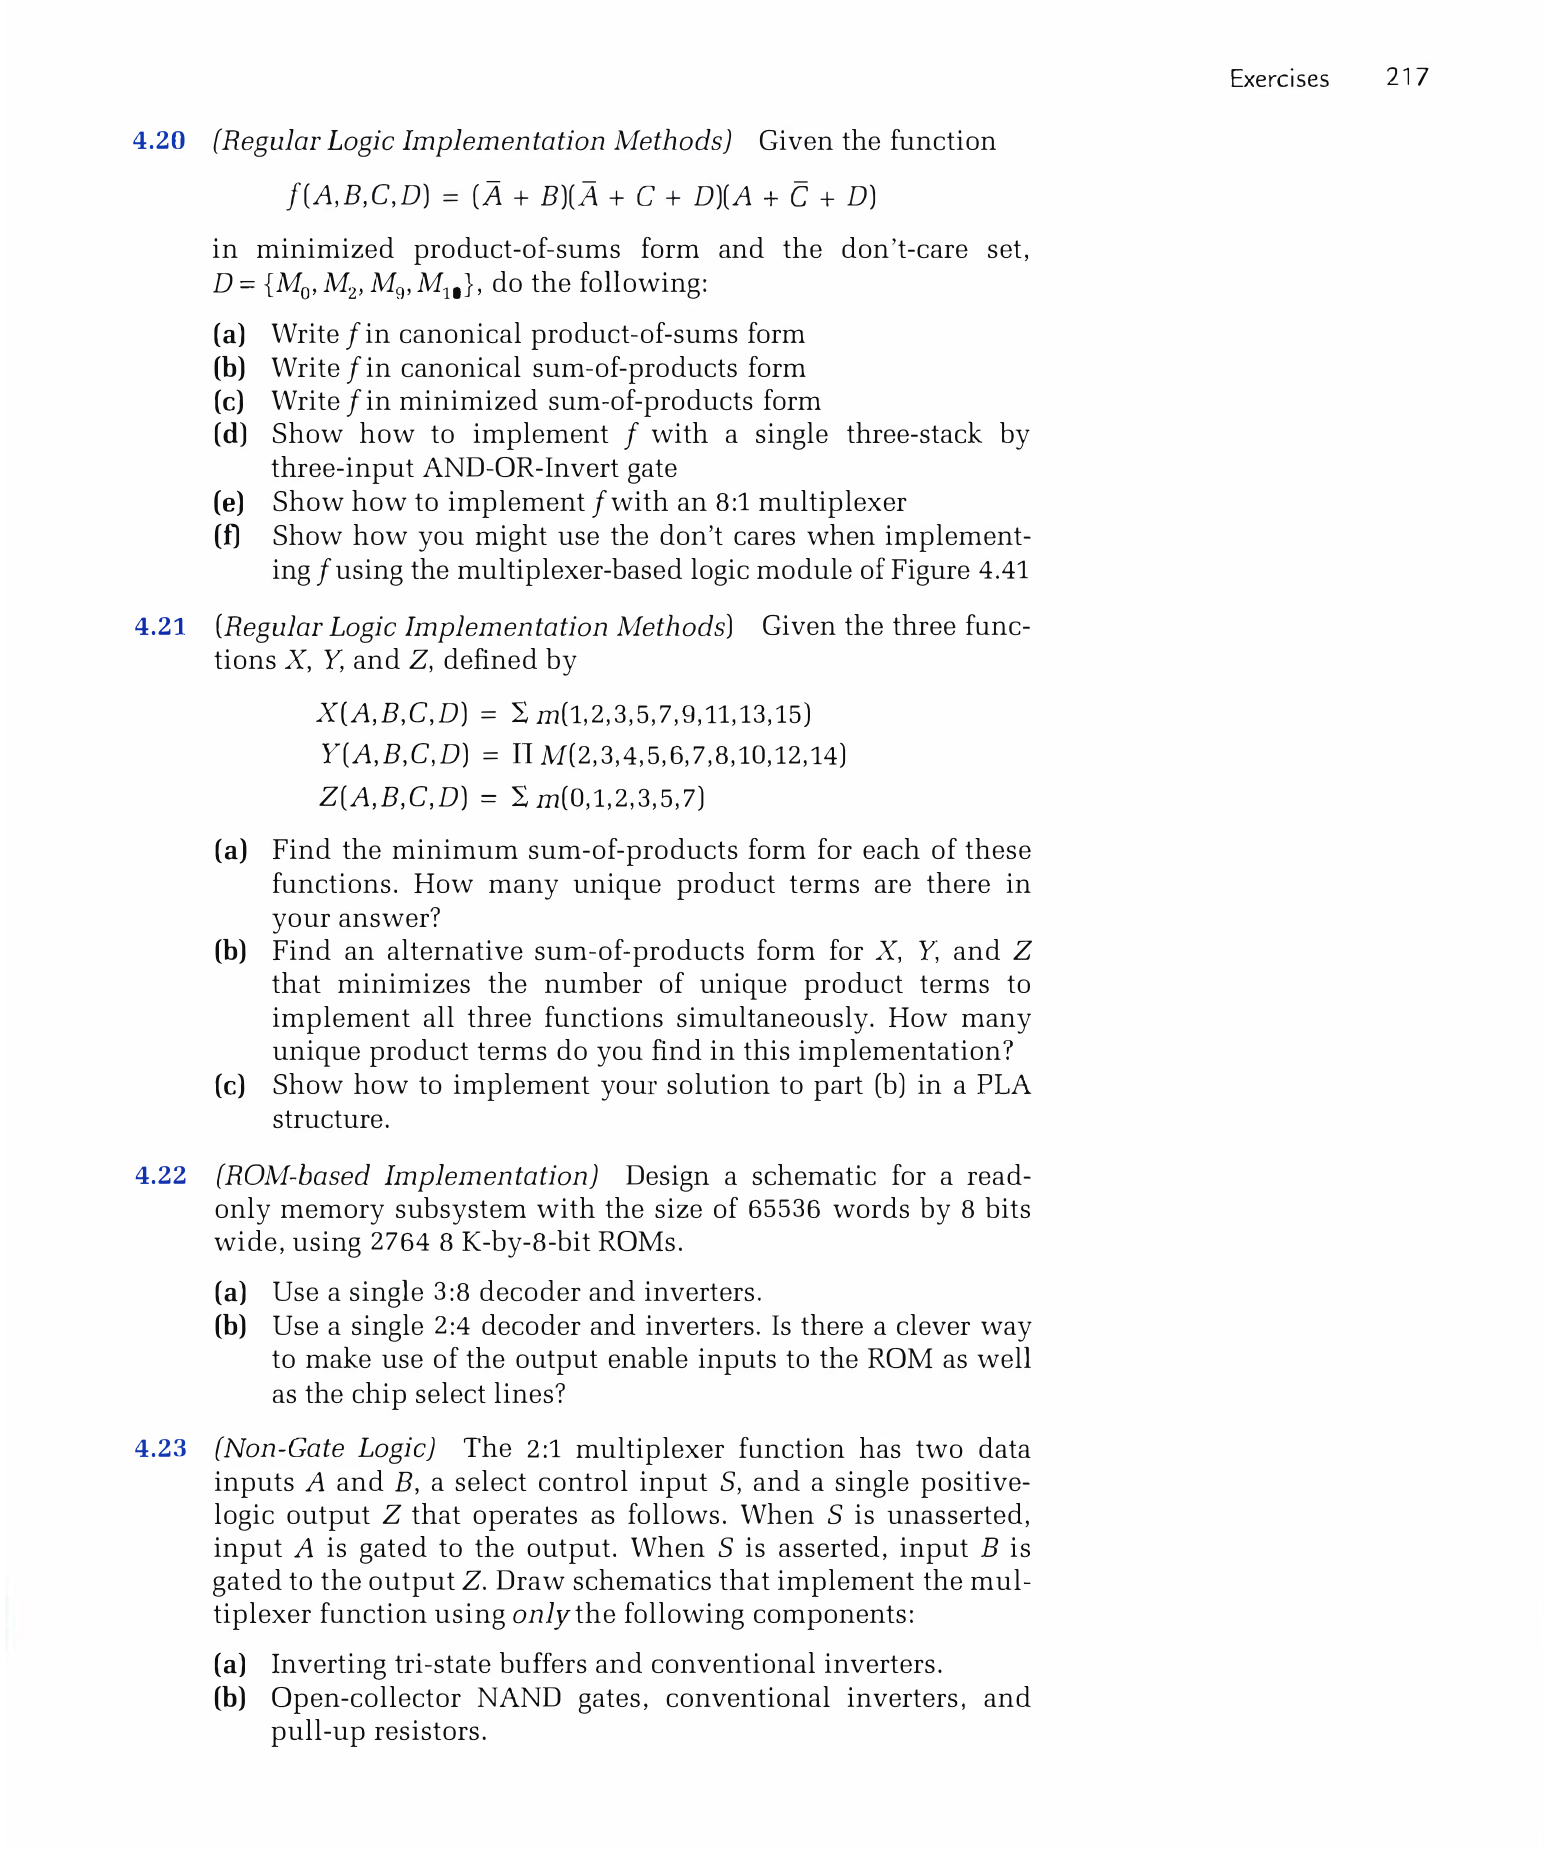 Exercises 217
4.20 (Regular Logic Implementation Methods) Given the function
f(A,B,C,D) = (A̅ + B)(A̅ + C + D)(A + C̅ + D)
in minimized product-of-sums form and the don't-care set,
D = {M₀, M₂, M₉, M₁}, do the following:
(a) Write f in canonical product-of-sums form
(b) Write f in canonical sum-of-products form
(c) Write f in minimized sum-of-products form
(d) Show how to implement f with a single three-stack by
three-input AND-OR-Invert gate
(e) Show how to implement f with an 8:1 multiplexer
(f) Show how you might use the don't cares when implement-
ing f using the multiplexer-based logic module of Figure 4.41
4.21 (Regular Logic Implementation Methods) Given the three func-
tions X, Y, and Z, defined by
X(A,B,C,D) = Σ m(1,2,3,5,7,9,11,13,15)
Y(A,B,C,D) = Π M(2,3,4,5,6,7,8,10,12,14)
Z(A,B,C,D) = Σ m(0,1,2,3,5,7)
(a) Find the minimum sum-of-products form for each of these
functions. How many unique product terms are there in
your answer?
(b) Find an alternative sum-of-products form for X, Y, and Z
that minimizes the number of unique product terms to
implement all three functions simultaneously. How many
unique product terms do you find in this implementation?
(c) Show how to implement your solution to part (b) in a PLA
structure.
4.22 (ROM-based Implementation) Design a schematic for a read-
only memory subsystem with the size of 65536 words by 8 bits
wide, using 2764 8 K-by-8-bit ROMs.
(a) Use a single 3:8 decoder and inverters.
(b) Use a single 2:4 decoder and inverters. Is there a clever way
to make use of the output enable inputs to the ROM as well
as the chip select lines?
4.23 (Non-Gate Logic) The 2:1 multiplexer function has two data
inputs A and B, a select control input S, and a single positive-
logic output Z that operates as follows. When S is unasserted,
input A is gated to the output. When S is asserted, input B is
gated to the output Z. Draw schematics that implement the mul-
tiplexer function using only the following components:
(a) Inverting tri-state buffers and conventional inverters.
(b) Open-collector NAND gates, conventional inverters, and
pull-up resistors.